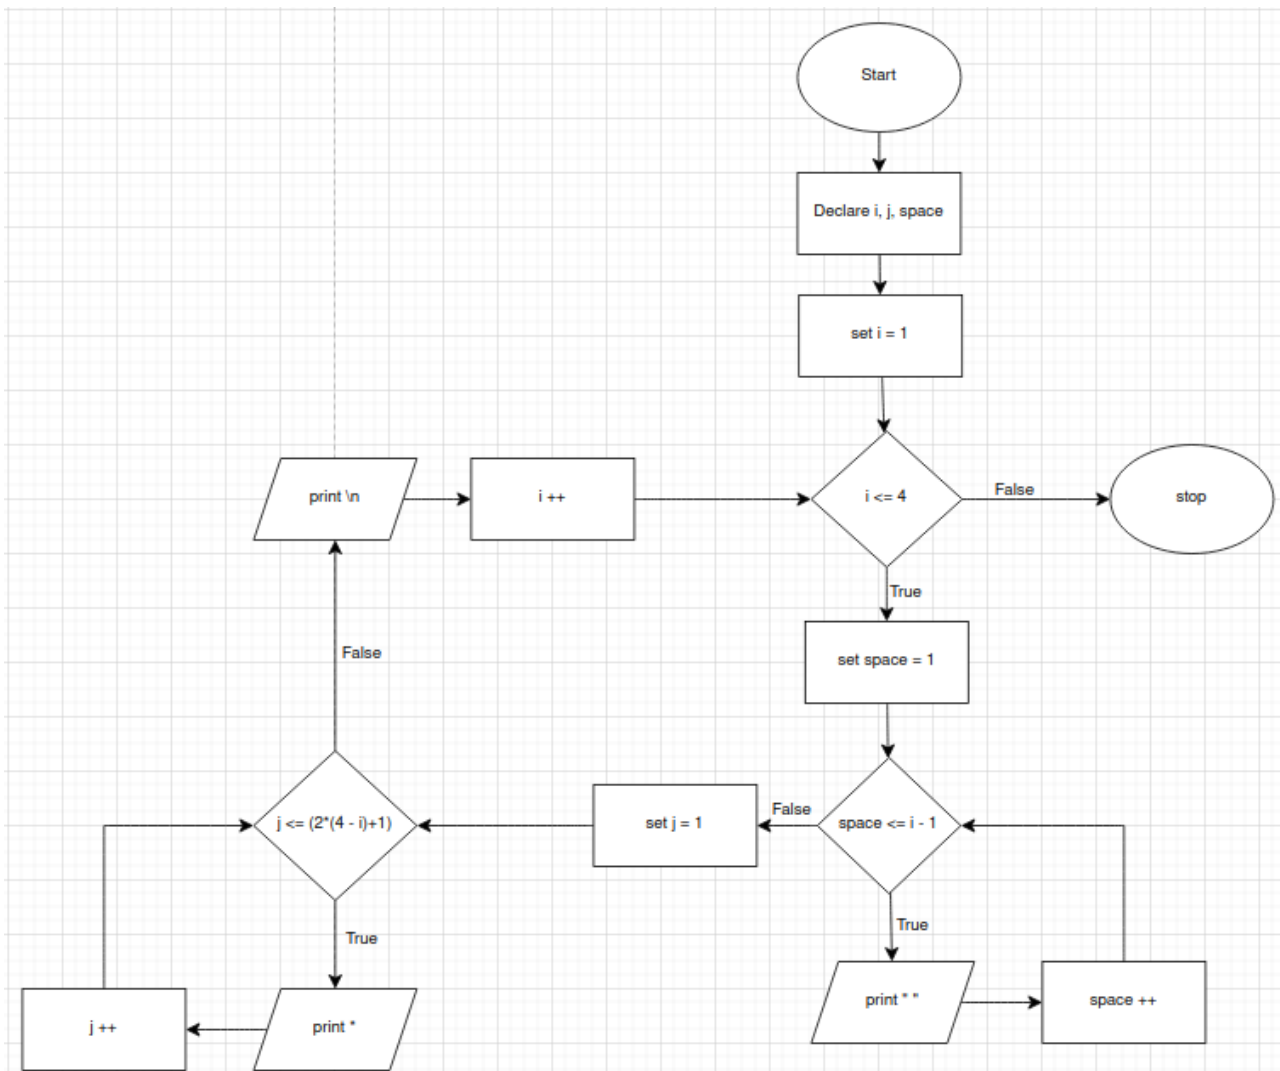 Start
Declare i, j, space
set i = 1
print \n
i ++
i <= 4
False
stop
True
set space = 1
False
j <= (2*(4 - i)+1)
set j = 1
False
space <= i - 1
True
True
print " "
space ++
j ++
print *